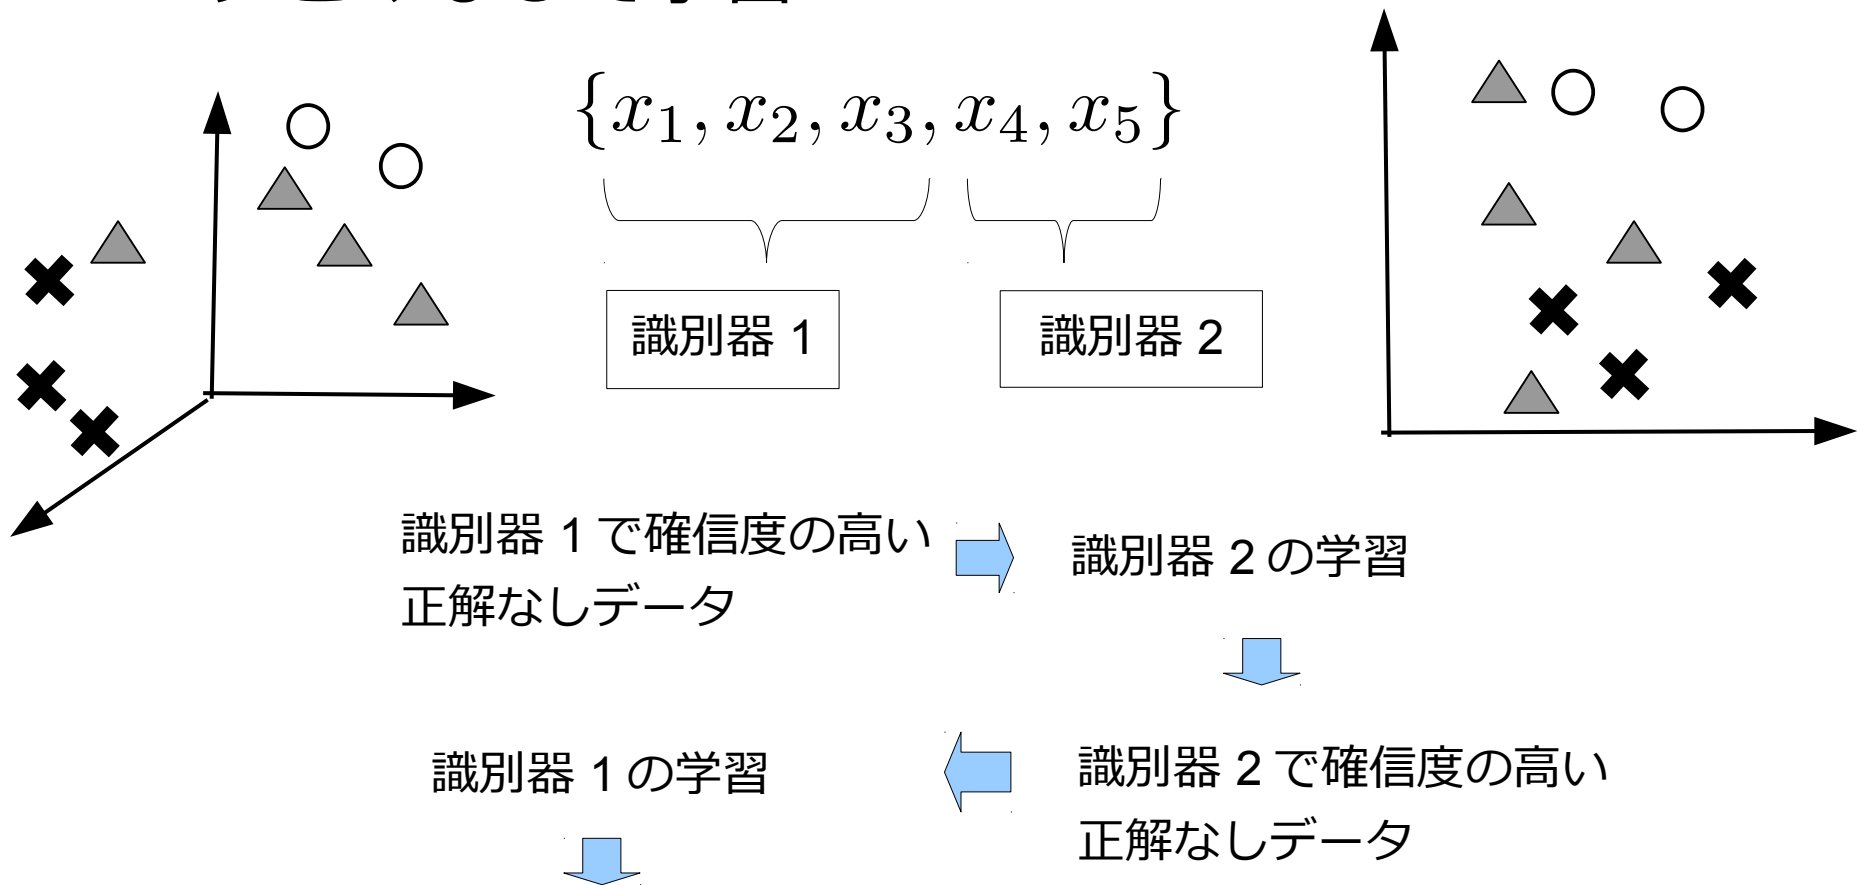 {x₁, x₂, x₃, x₄, x₅}
識別器 1
識別器 2
識別器 1 で確信度の高い
正解なしデータ
識別器 2 の学習
識別器 2 で確信度の高い
正解なしデータ
識別器 1 の学習